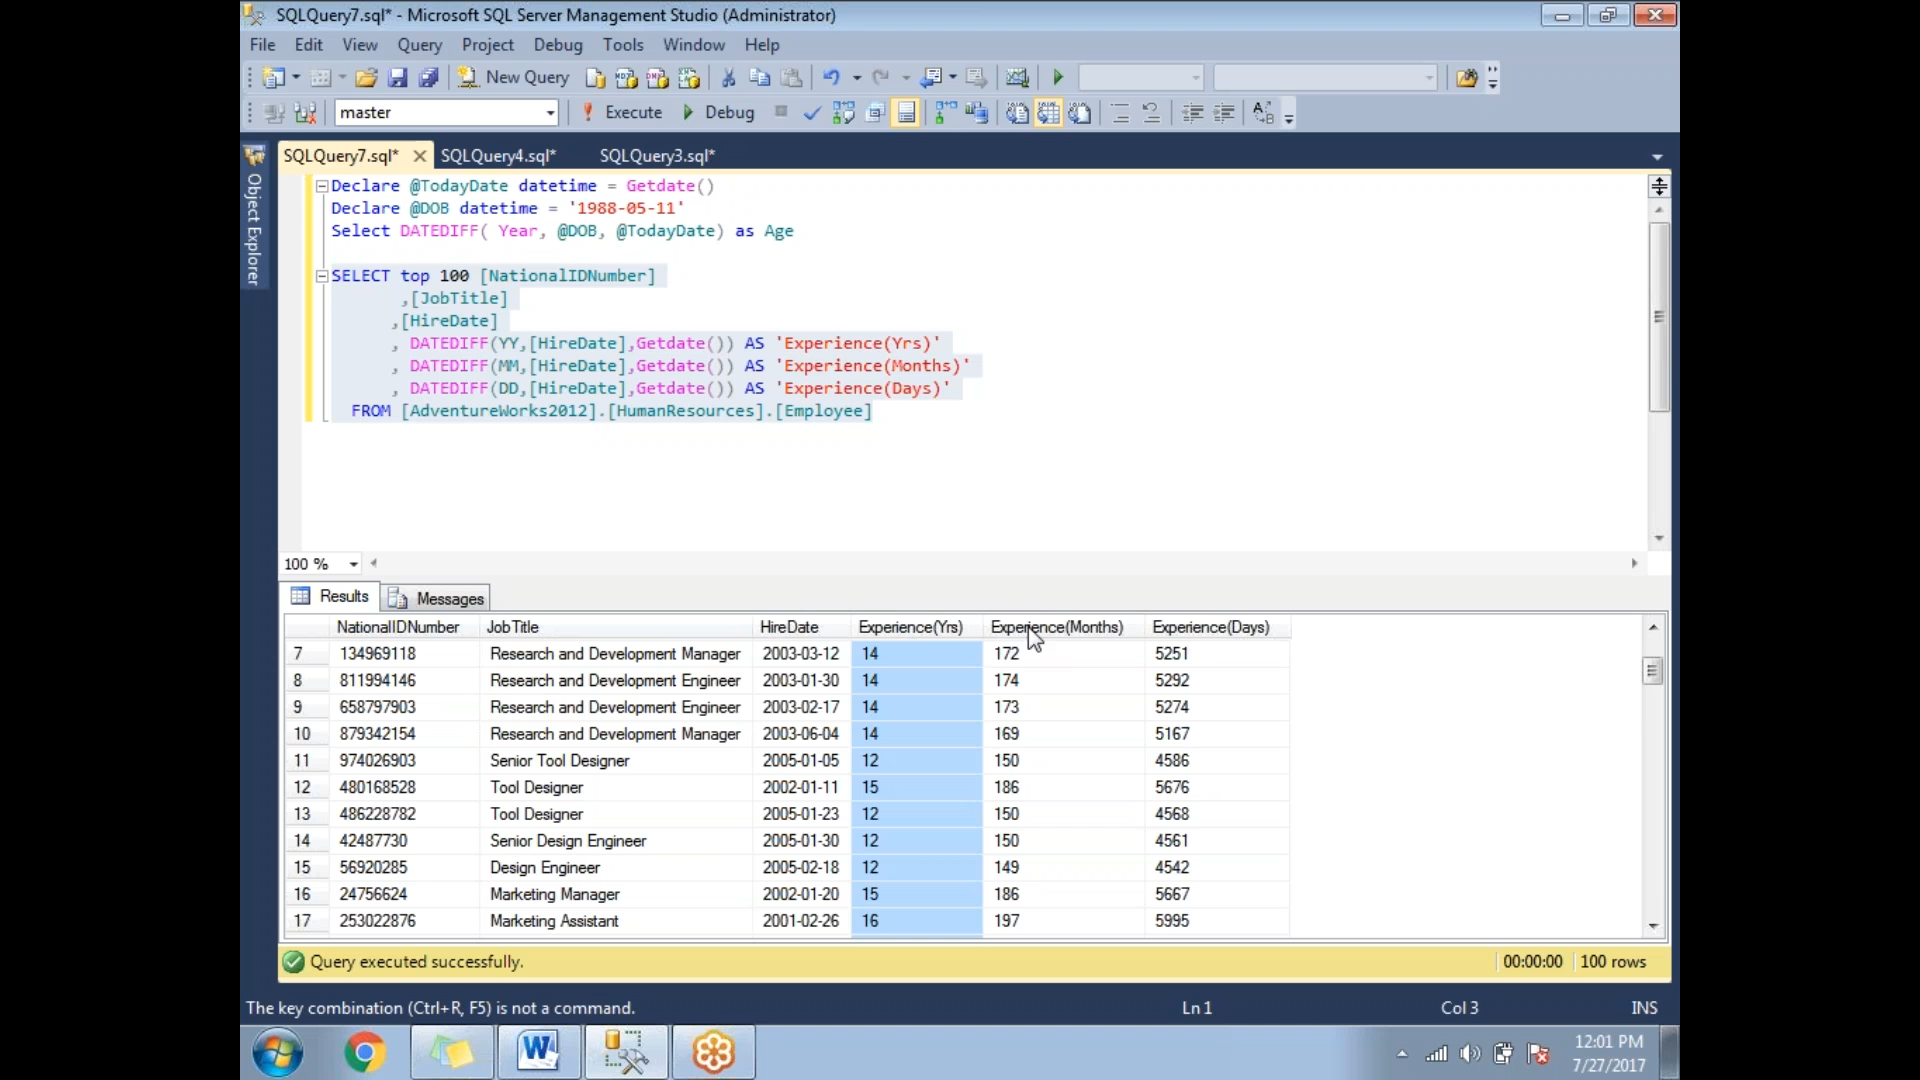 SQLQuery7.sql* - Microsoft SQL Server Management Studio (Administrator)
File Edit View Query Project Debug Tools Window Help
New Query
master Execute Debug
SQLQuery7.sql* SQLQuery4.sql* SQLQuery3.sql*
Object Explorer
Declare @TodayDate datetime = Getdate()
Declare @DOB datetime = '1988-05-11'
Select DATEDIFF( Year, @DOB, @TodayDate) as Age
SELECT top 100 [NationalIDNumber]
,[JobTitle]
,[HireDate]
, DATEDIFF(YY,[HireDate],Getdate()) AS 'Experience(Yrs)'
, DATEDIFF(MM,[HireDate],Getdate()) AS 'Experience(Months)'
, DATEDIFF(DD,[HireDate],Getdate()) AS 'Experience(Days)'
FROM [AdventureWorks2012].[HumanResources].[Employee]
100 %
Results Messages
NationalIDNumber JobTitle HireDate Experience(Yrs) Experience(Months) Experience(Days)
7 134969118 Research and Development Manager 2003-03-12 14 172 5251
8 811994146 Research and Development Engineer 2003-01-30 14 174 5292
9 658797903 Research and Development Engineer 2003-02-17 14 173 5274
10 879342154 Research and Development Manager 2003-06-04 14 169 5167
11 974026903 Senior Tool Designer 2005-01-05 12 150 4586
12 480168528 Tool Designer 2002-01-11 15 186 5676
13 486228782 Tool Designer 2005-01-23 12 150 4568
14 42487730 Senior Design Engineer 2005-01-30 12 150 4561
15 56920285 Design Engineer 2005-02-18 12 149 4542
16 24756624 Marketing Manager 2002-01-20 15 186 5667
17 253022876 Marketing Assistant 2001-02-26 16 197 5995
Query executed successfully. 00:00:00 100 rows
The key combination (Ctrl+R, F5) is not a command. Ln 1 Col 3 INS
12:01 PM
7/27/2017